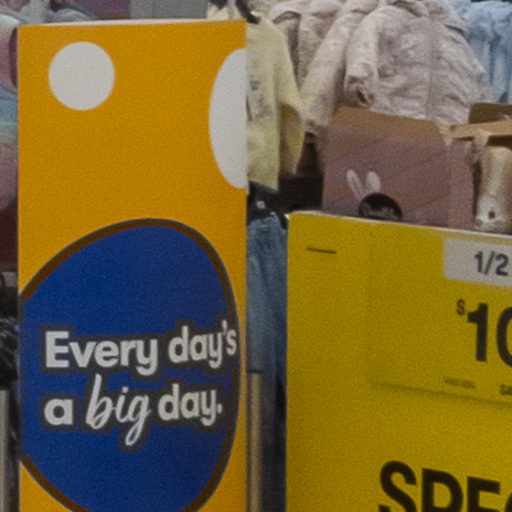 Every day's
a big day.
1/2
$10
SPEC